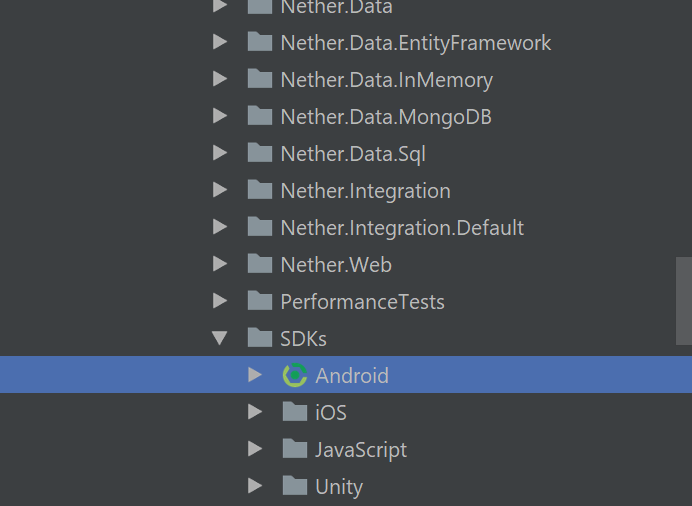 Nether.Data
Nether.Data.EntityFramework
Nether.Data.InMemory
Nether.Data.MongoDB
Nether.Data.Sql
Nether.Integration
Nether.Integration.Default
Nether.Web
PerformanceTests
SDKs
Android
iOS
JavaScript
Unity